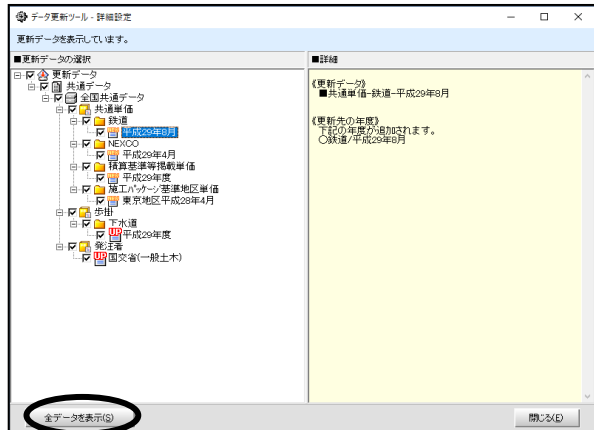 データ更新ツール - 詳細設定
更新データを表示しています。
■更新データの選択
更新データ
共通データ
全国共通データ
共通単価
鉄道
平成29年8月
NEXCO
平成29年4月
積算基準等掲載単価
平成29年度
施工ﾊﾟｯｹｰｼﾞ基準地区単価
東京地区平成28年4月
歩掛
下水道
UP 平成29年度
発注者
UP 国交省(一般土木)
■詳細
《更新データ》
■共通単価-鉄道-平成29年8月
《更新先の年度》
下記の年度が追加されます。
○鉄道/平成29年8月
全データを表示(S)
閉じる(E)